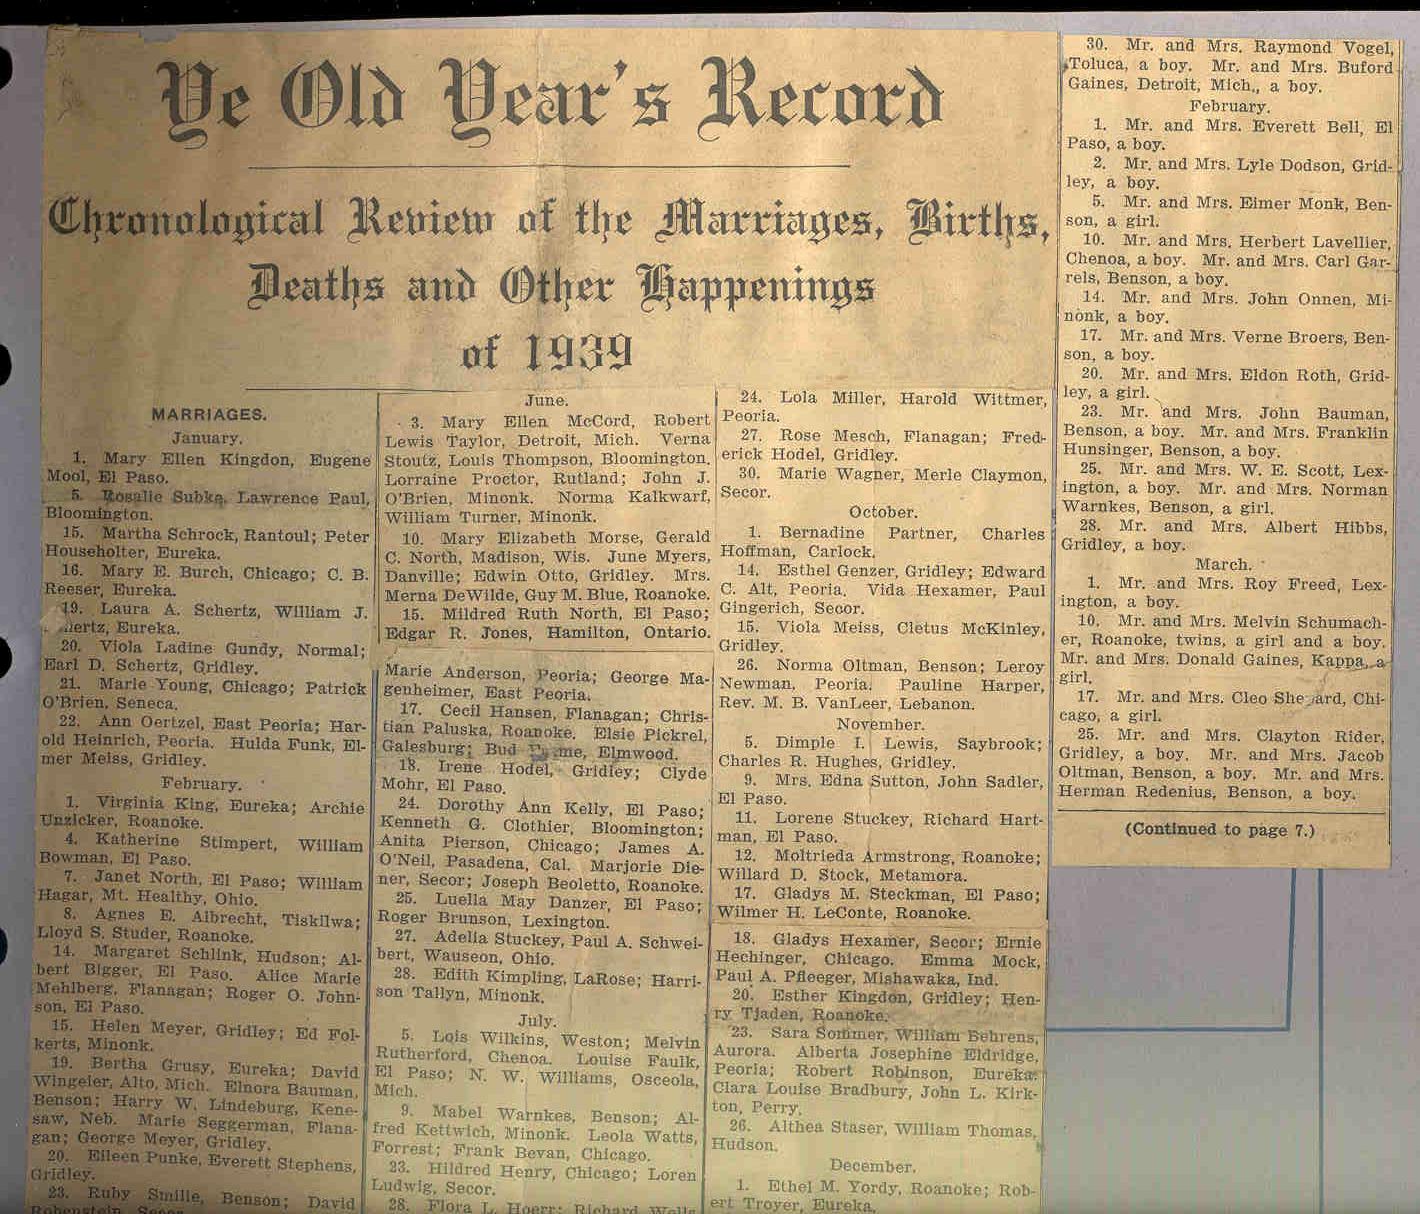 Ye Old Year's Record
Chronological Review of the Marriages, Births,
Deaths and Other Happenings
of 1939
MARRIAGES.
January.
1. Mary Ellen Kingdon, Eugene
Mool, El Paso.
5. Rosalie Subka, Lawrence Paul,
Bloomington.
15. Martha Schrock, Rantoul; Peter
Householter, Eureka.
16. Mary E. Burch, Chicago; C. B.
Reeser, Eureka.
19. Laura A. Schertz, William J.
Eureka.
20. Viola Ladine Gundy, Normal;
Earl D. Schertz, Gridley.
21. Marie Young, Chicago; Patrick
O'Brien, Seneca.
22. Ann Oertzel, East Peoria; Har-
old Heinrich, Peoria. Hulda Funk, El-
mer Meiss, Gridley.
February.
1. Virginia King, Eureka; Archie
Unzicker, Roanoke.
4. Katherine Stimpert, William
Bowman, El Paso.
7. Janet North, El Paso; William
Hagar, Mt. Healthy, Ohio.
8. Agnes E. Albrecht, Tiskilwa;
Lloyd S. Studer, Roanoke.
14. Margaret Schlink, Hudson; Al-
bert Bigger, El Paso. Alice Marie
Mehlberg, Flanagan; Roger O. John-
son, El Paso.
15. Helen Meyer, Gridley; Ed Fol-
kerts, Minonk.
19. Bertha Grusy, Eureka; David
Wingeler, Alto, Mich. Elnora Bauman,
Benson; Harry W. Lindeburg, Kene-
saw, Neb. Marie Seggerman, Flana-
gan; George Meyer, Gridley.
20. Eileen Punke, Everett Stephens,
Gridley.
23. Ruby Smille, Benson; David
June.
3. Mary Ellen McCord, Robert
Lewis Taylor, Detroit, Mich. Verna
Stoutz, Louis Thompson, Bloomington.
Lorraine Proctor, Rutland; John J.
O'Brien, Minonk. Norma Kalkwarf,
William Turner, Minonk.
10. Mary Elizabeth Morse, Gerald
C. North, Madison, Wis. June Myers,
Danville; Edwin Otto, Gridley. Mrs.
Merna DeWilde, Guy M. Blue, Roanoke.
15. Mildred Ruth North, El Paso;
Edgar R. Jones, Hamilton, Ontario.
Marie Anderson, Peoria; George Ma-
genheimer, East Peoria.
17. Cecil Hansen, Flanagan; Chris-
tian Paluska, Roanoke. Elsie Pickrel,
Galesburg; Bud Elmwood.
18. Irene Hodel, Gridley; Clyde
Mohr, El Paso.
24. Dorothy Ann Kelly, El Paso;
Kenneth G. Clothier, Bloomington;
Anita Pierson, Chicago; James A.
O'Neil, Pasadena, Cal. Marjorie Die-
ner, Secor; Joseph Beoletto, Roanoke.
25. Luella May Danzer, El Paso;
Roger Brunson, Lexington.
27. Adelia Stuckey, Paul A. Schwei-
bert, Wauseon, Ohio.
28. Edith Kimpling, LaRose; Harri-
son Tallyn, Minonk.
July.
5. Lois Wilkins, Weston; Melvin
Rutherford, Chenoa. Louise Faulk,
El Paso; N. W. Williams, Osceola,
Mich.
9. Mabel Warnkes, Benson; Al-
fred Kettwich, Minonk. Leola Watts,
Forrest; Frank Bevan, Chicago.
23. Hildred Henry, Chicago; Loren
Ludwig, Secor.
28. Flora L. Hoerr; Richard Wells
24. Lola Miller, Harold Wittmer,
Peoria.
27. Rose Mesch, Flanagan; Fred-
erick Hodel, Gridley.
30. Marie Wagner, Merle Claymon,
Secor.
October.
1. Bernadine Partner, Charles
Hoffman, Carlock.
14. Esthel Genzer, Gridley; Edward
C. Alt, Peoria. Vida Hexamer, Paul
Gingerich, Secor.
15. Viola Meiss, Cletus McKinley,
Gridley.
26. Norma Oltman, Benson; Leroy
Newman, Peoria. Pauline Harper,
Rev. M. B. VanLeer, Lebanon.
November.
5. Dimple I. Lewis, Saybrook;
Charles R. Hughes, Gridley.
9. Mrs. Edna Sutton, John Sadler,
El Paso.
11. Lorene Stuckey, Richard Hart-
man, El Paso.
12. Moltrieda Armstrong, Roanoke;
Willard D. Stock, Metamora.
17. Gladys M. Steckman, El Paso;
Wilmer H. LeConte, Roanoke.
18. Gladys Hexamer, Secor; Ernie
Hechinger, Chicago. Emma Mock,
Paul A. Pfleeger, Mishawaka, Ind.
20. Esther Kingdon, Gridley; Hen-
ry Tjaden, Roanoke.
23. Sara Sommer, William Behrens,
Aurora. Alberta Josephine Eldridge,
Peoria; Robert Robinson, Eureka.
Clara Louise Bradbury, John L. Kirk-
ton, Perry.
26. Althea Staser, William Thomas,
Hudson.
December.
1. Ethel M. Yordy, Roanoke; Rob-
ert Troyer, Eureka.
30. Mr. and Mrs. Raymond Vogel,
Toluca, a boy. Mr. and Mrs. Buford
Gaines, Detroit, Mich., a boy.
February.
1. Mr. and Mrs. Everett Bell, El
Paso, a boy.
2. Mr. and Mrs. Lyle Dodson, Grid-
ley, a boy.
5. Mr. and Mrs. Elmer Monk, Ben-
son, a girl.
10. Mr. and Mrs. Herbert Lavellier,
Chenoa, a boy. Mr. and Mrs. Carl Gar-
rels, Benson, a boy.
14. Mr. and Mrs. John Onnen, Mi-
nonk, a boy.
17. Mr. and Mrs. Verne Broers, Ben-
son, a boy.
20. Mr. and Mrs. Eldon Roth, Grid-
ley, a girl.
23. Mr. and Mrs. John Bauman,
Benson, a boy. Mr. and Mrs. Franklin
Hunsinger, Benson, a boy.
25. Mr. and Mrs. W. E. Scott, Lex-
ington, a boy. Mr. and Mrs. Norman
Warnkes, Benson, a girl.
28. Mr. and Mrs. Albert Hibbs,
Gridley, a boy.
March.
1. Mr. and Mrs. Roy Freed, Lex-
ington, a boy.
10. Mr. and Mrs. Melvin Schumach-
er, Roanoke, twins, a girl and a boy.
Mr. and Mrs. Donald Gaines, Kappa, a
girl.
17. Mr. and Mrs. Cleo Chi-
cago, a girl.
25. Mr. and Mrs. Clayton Rider,
Gridley, a boy. Mr. and Mrs. Jacob
Oltman, Benson, a boy. Mr. and Mrs.
Herman Redenius, Benson, a boy.
(Continued to page 7.)